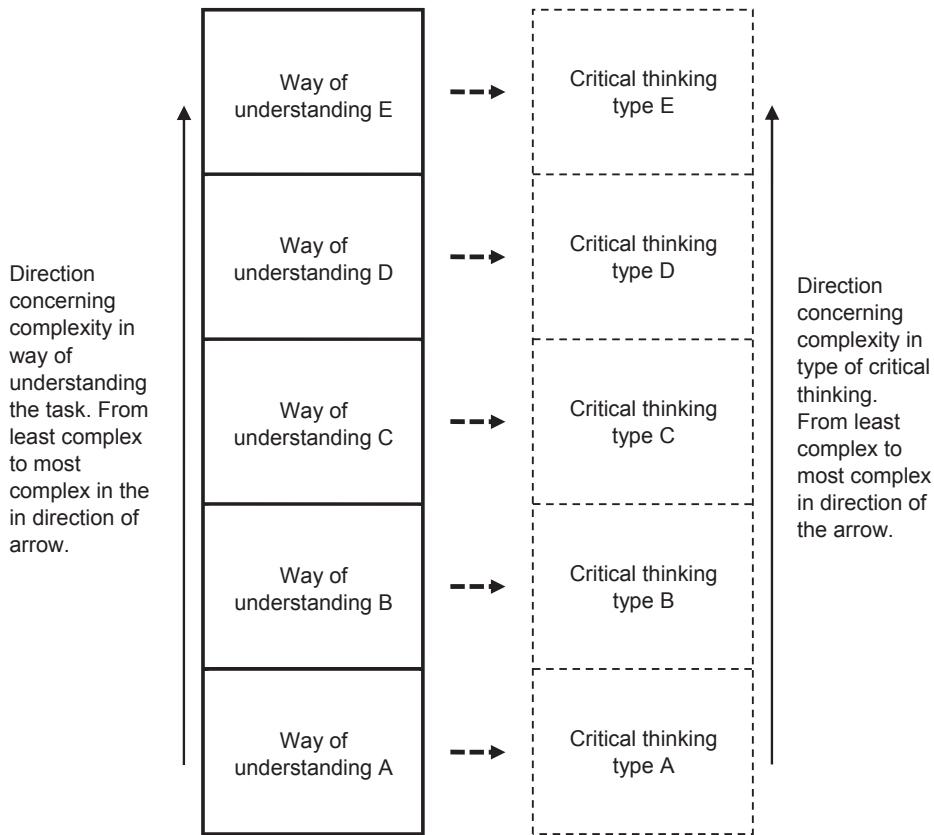 Way of
understanding E
Critical thinking
type E
Way of
understanding D
Critical thinking
type D
Direction
concerning
complexity in
way of
understanding
the task. From
least complex
to most
complex in the
in direction of
arrow.
Way of
understanding C
Critical thinking
type C
Direction
concerning
complexity in
type of critical
thinking.
From least
complex to
most complex
in direction of
the arrow.
Way of
understanding B
Critical thinking
type B
Way of
understanding A
Critical thinking
type A